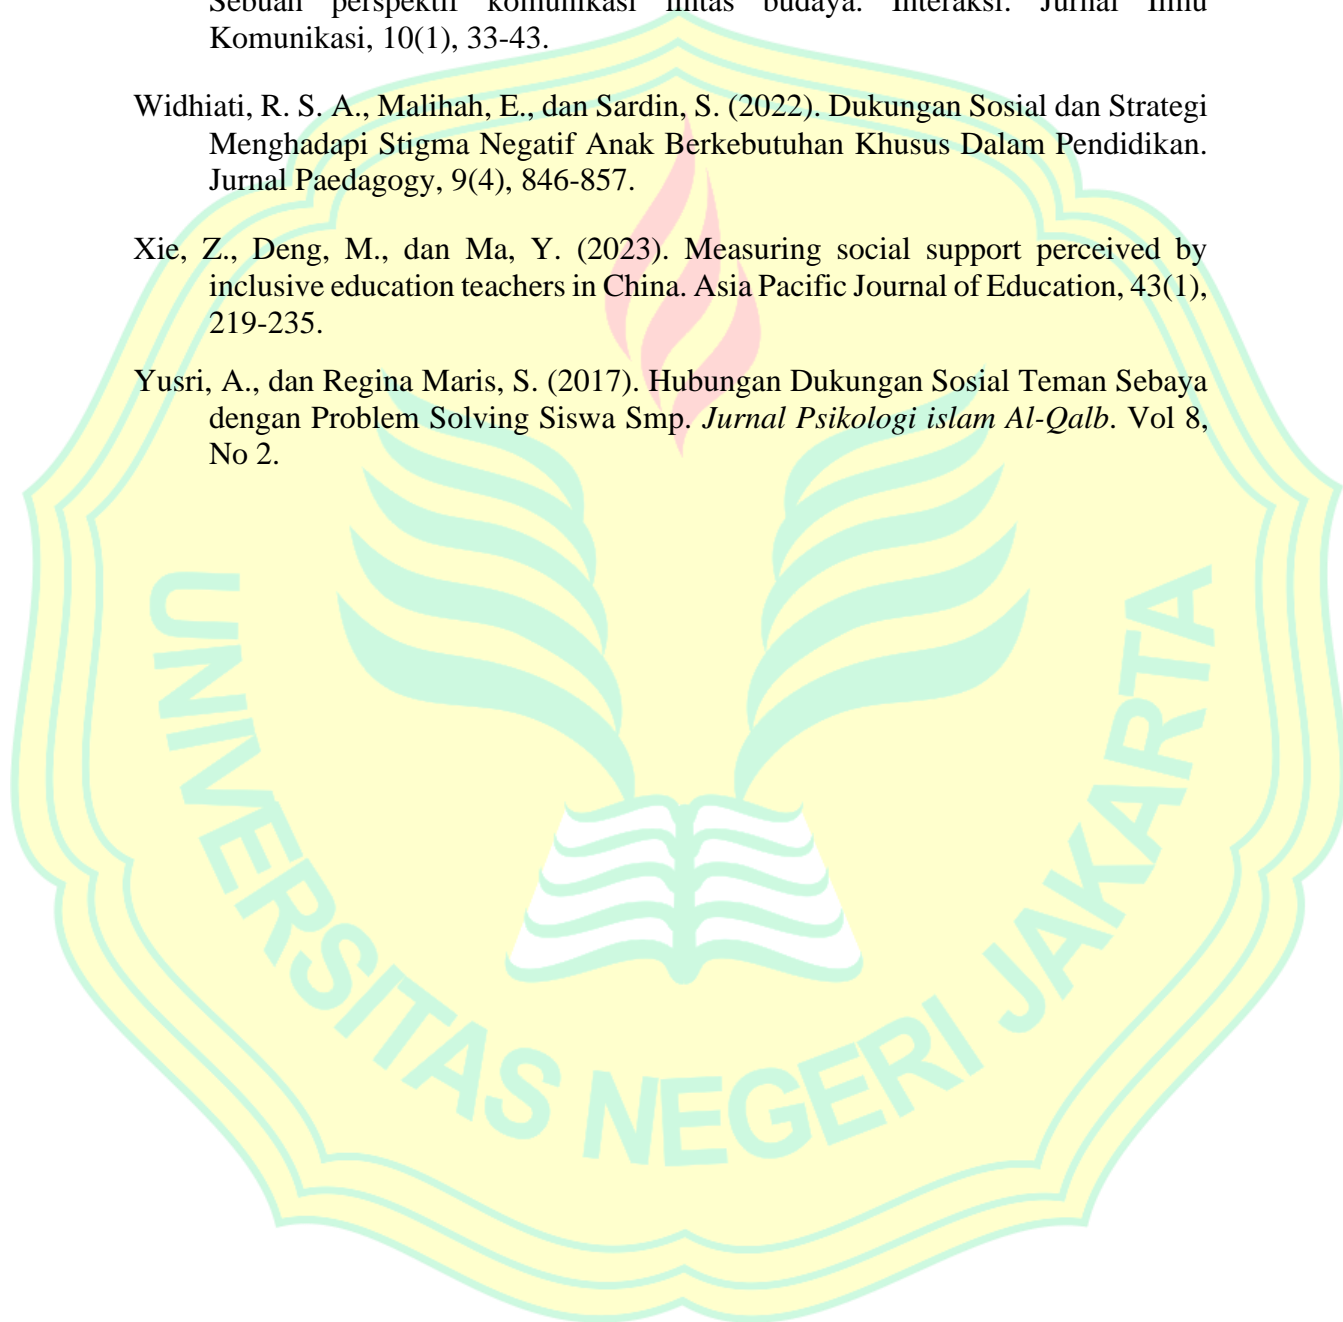 Sebuah perspektif komunikasi lintas budaya. Interaksi: Jurnal Ilmu
Komunikasi, 10(1), 33-43.
Widhiati, R. S. A., Malihah, E., dan Sardin, S. (2022). Dukungan Sosial dan Strategi
Menghadapi Stigma Negatif Anak Berkebutuhan Khusus Dalam Pendidikan.
Jurnal Paedagogy, 9(4), 846-857.
Xie, Z., Deng, M., dan Ma, Y. (2023). Measuring social support perceived by
inclusive education teachers in China. Asia Pacific Journal of Education, 43(1),
219-235.
Yusri, A., dan Regina Maris, S. (2017). Hubungan Dukungan Sosial Teman Sebaya
dengan Problem Solving Siswa Smp. Jurnal Psikologi islam Al-Qalb. Vol 8,
No 2.
UNIVERSITAS NEGERI JAKARTA